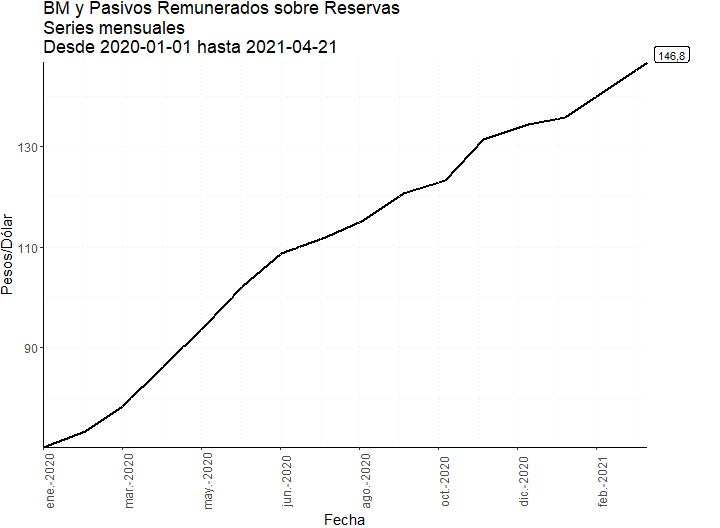 BM y Pasivos Remunerados sobre Reservas
Series mensuales
Desde 2020-01-01 hasta 2021-04-21
146,8
130
110
90
Pesos/Dólar
ene.-2020
mar.-2020
may.-2020
jun.-2020
ago.-2020
oct.-2020
dic.-2020
feb.-2021
Fecha